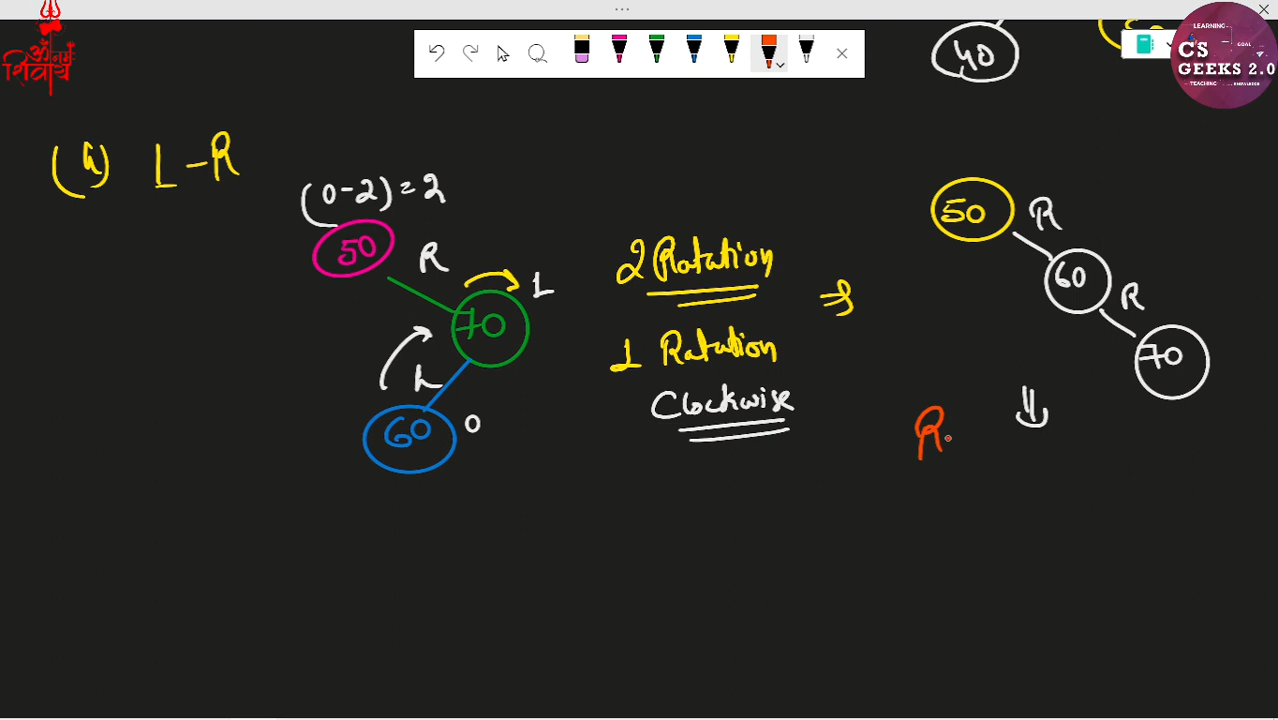 ॐ नमः
शिवाय
40
LEARNING
CS
GOAL
GEEKS 2.0
TEACHING
L-R
(0-2)=2
50
R
L
70
L
60
0
2 Rotation
1 Rotation
Clockwise
⇒
50
R
60
R
70
R